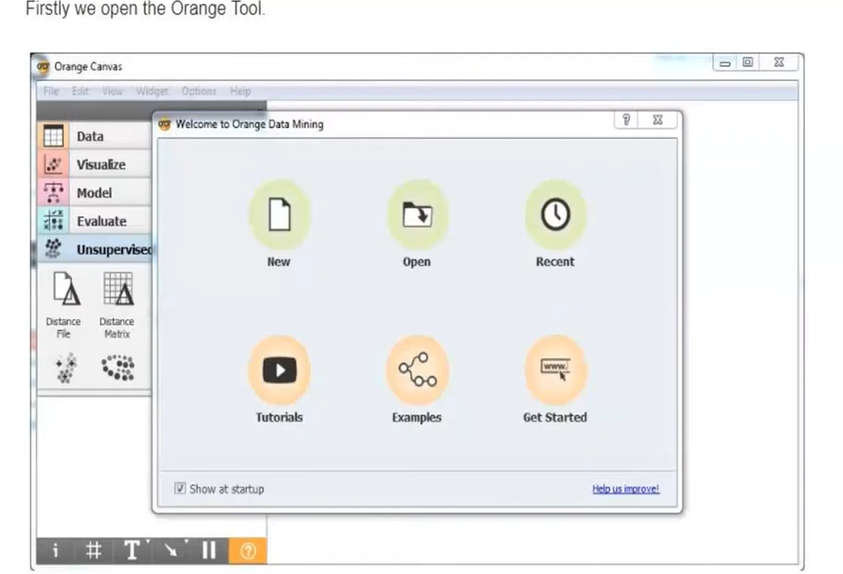 Firstly we open the Orange Tool.
Orange Canvas
File Edit View Widget Options Help
Welcome to Orange Data Mining
Data
Visualize
Model
Evaluate
Unsupervised
Distance
File
Distance
Matrix
New
Open
Recent
www.
Tutorials
Examples
Get Started
Show at startup
Help us improve!
i # T ?